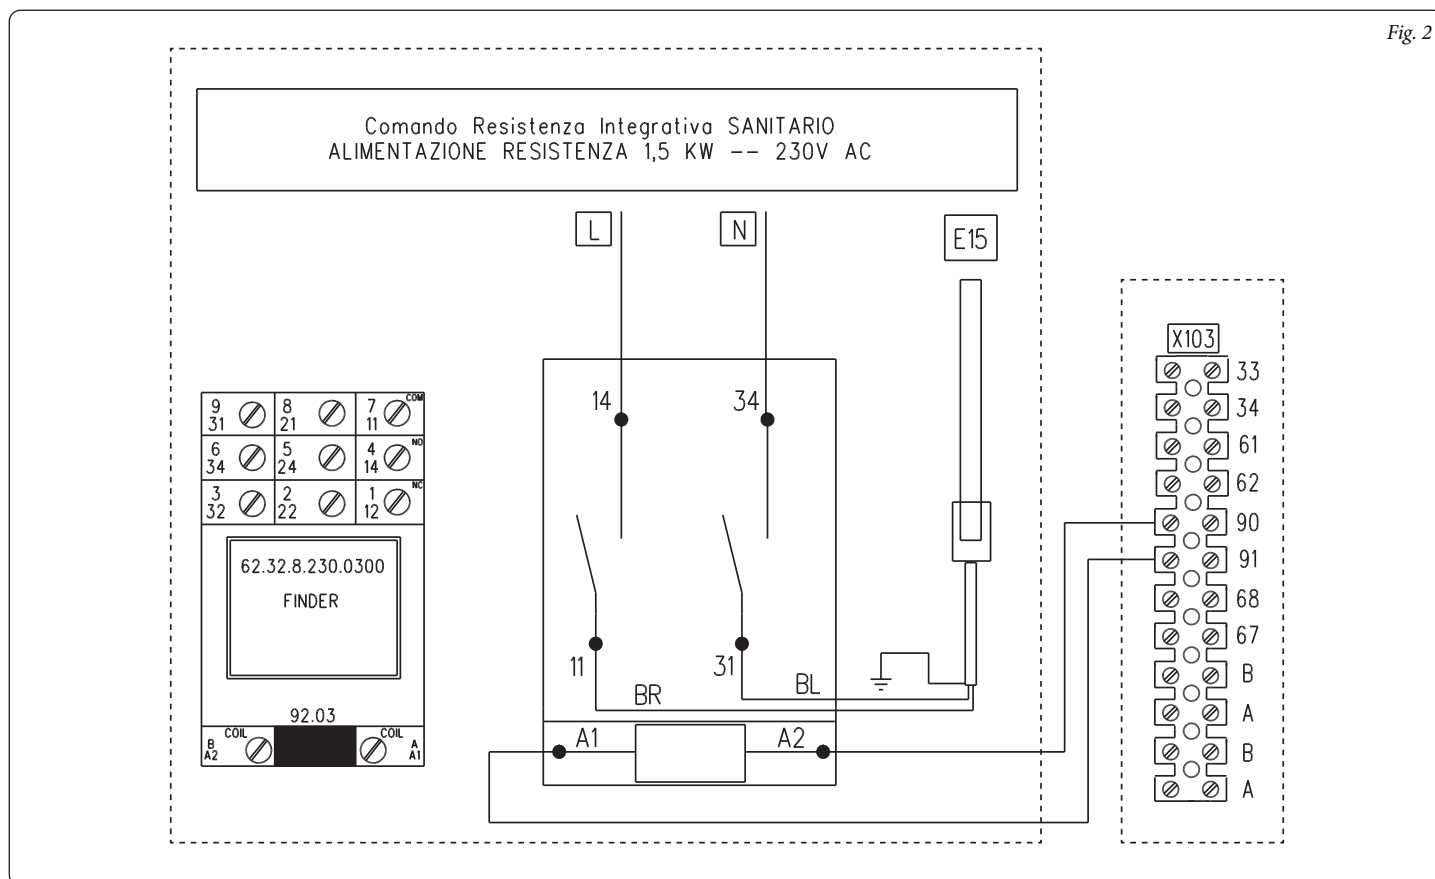 Fig. 2
Comando Resistenza Integrativa SANITARIO
ALIMENTAZIONE RESISTENZA 1,5 KW -- 230V AC
L
N
E15
X103
33
34
61
62
90
91
68
67
B
A
B
A
14
34
11
31
BR
BL
A1
A2
9
31
8
21
7
11
COM
6
34
5
24
4
14
NO
3
32
2
22
1
12
NC
62.32.8.230.0300
FINDER
92.03
COIL
B
A2
COIL
A
A1